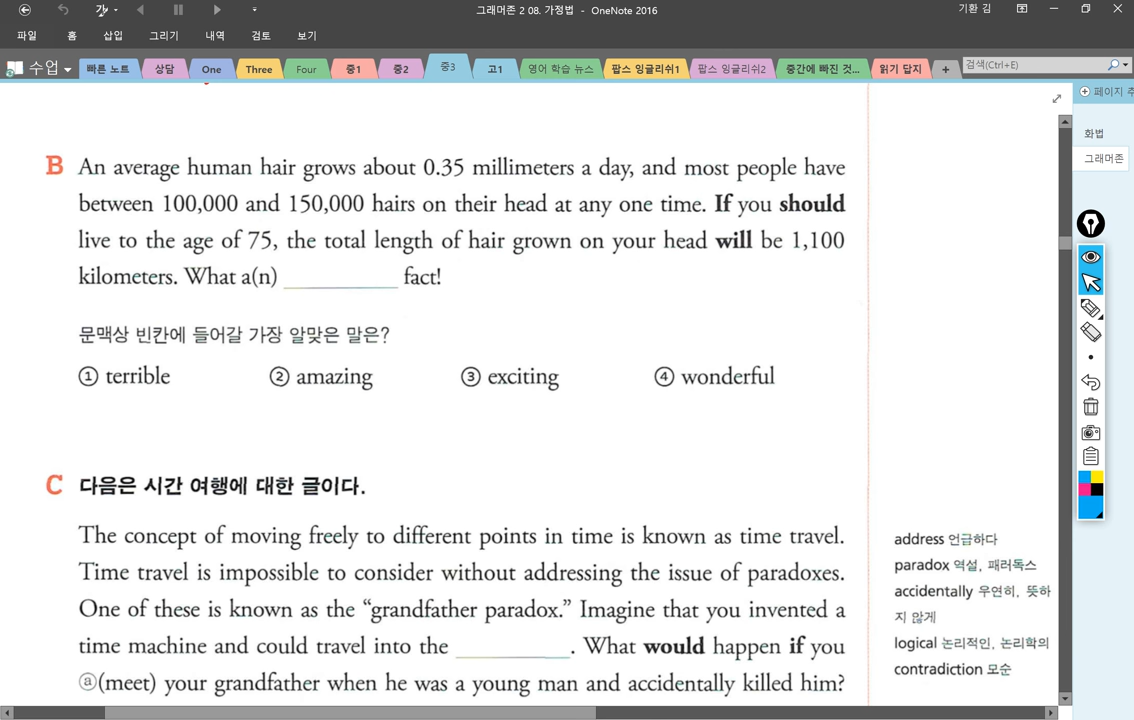 그래머존 2 08. 가정법 - OneNote 2016
기환 김
파일 홈 삽입 그리기 내역 검토 보기
수업 빠른 노트 상담 One Three Four 중1 중2 중3 고1 영어 학습 뉴스 팝스 잉글리쉬1 팝스 잉글리쉬2 중간에 빠진 것... 읽기 답지 + 검색(Ctrl+E)
페이지 추
화법
그래머존
B An average human hair grows about 0.35 millimeters a day, and most people have
between 100,000 and 150,000 hairs on their head at any one time. If you should
live to the age of 75, the total length of hair grown on your head will be 1,100
kilometers. What a(n) __________ fact!
문맥상 빈칸에 들어갈 가장 알맞은 말은?
① terrible ② amazing ③ exciting ④ wonderful
C 다음은 시간 여행에 대한 글이다.
The concept of moving freely to different points in time is known as time travel.
Time travel is impossible to consider without addressing the issue of paradoxes.
One of these is known as the “grandfather paradox.” Imagine that you invented a
time machine and could travel into the __________. What would happen if you
ⓐ(meet) your grandfather when he was a young man and accidentally killed him?
address 언급하다
paradox 역설, 패러독스
accidentally 우연히, 뜻하
지 않게
logical 논리적인, 논리학의
contradiction 모순